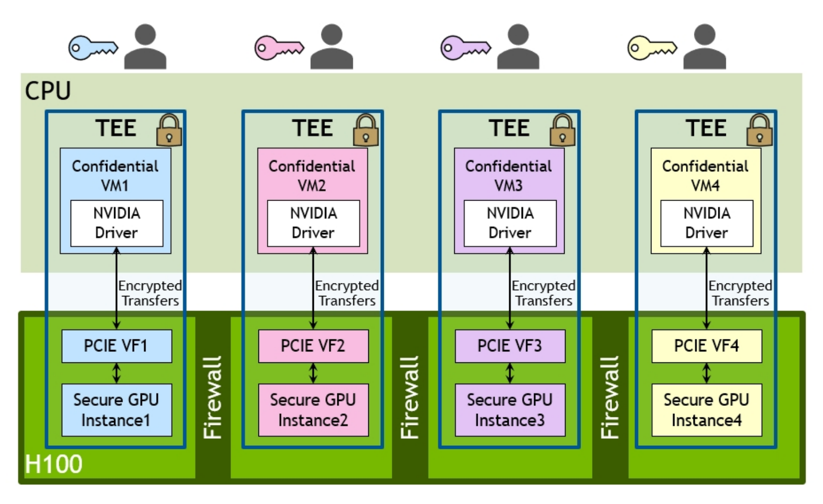 CPU
TEE
Confidential
VM1
NVIDIA
Driver
Encrypted
Transfers
PCIE VF1
Secure GPU
Instance1
Firewall
TEE
Confidential
VM2
NVIDIA
Driver
Encrypted
Transfers
PCIE VF2
Secure GPU
Instance2
Firewall
TEE
Confidential
VM3
NVIDIA
Driver
Encrypted
Transfers
PCIE VF3
Secure GPU
Instance3
Firewall
TEE
Confidential
VM4
NVIDIA
Driver
Encrypted
Transfers
PCIE VF4
Secure GPU
Instance4
H100